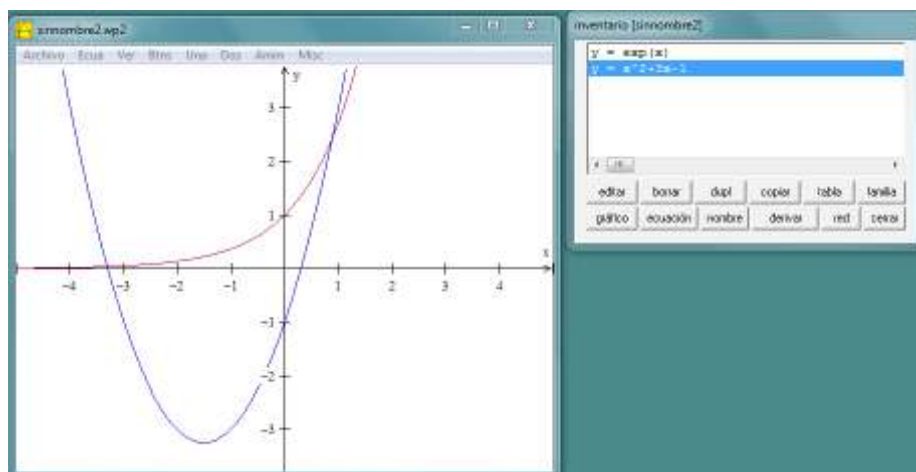 sinnombre2.wp2
Archivo Ecua Ver Btns Una Dos Anim Misc
y
3
2
1
x
-4 -3 -2 -1 1 2 3 4
-1
-2
-3
inventario [sinnombre2]
y = exp(x)
y = x^2+3x-1
editar borrar dupl copiar tabla familia
gráfico ecuación nombre derivar red cerrar